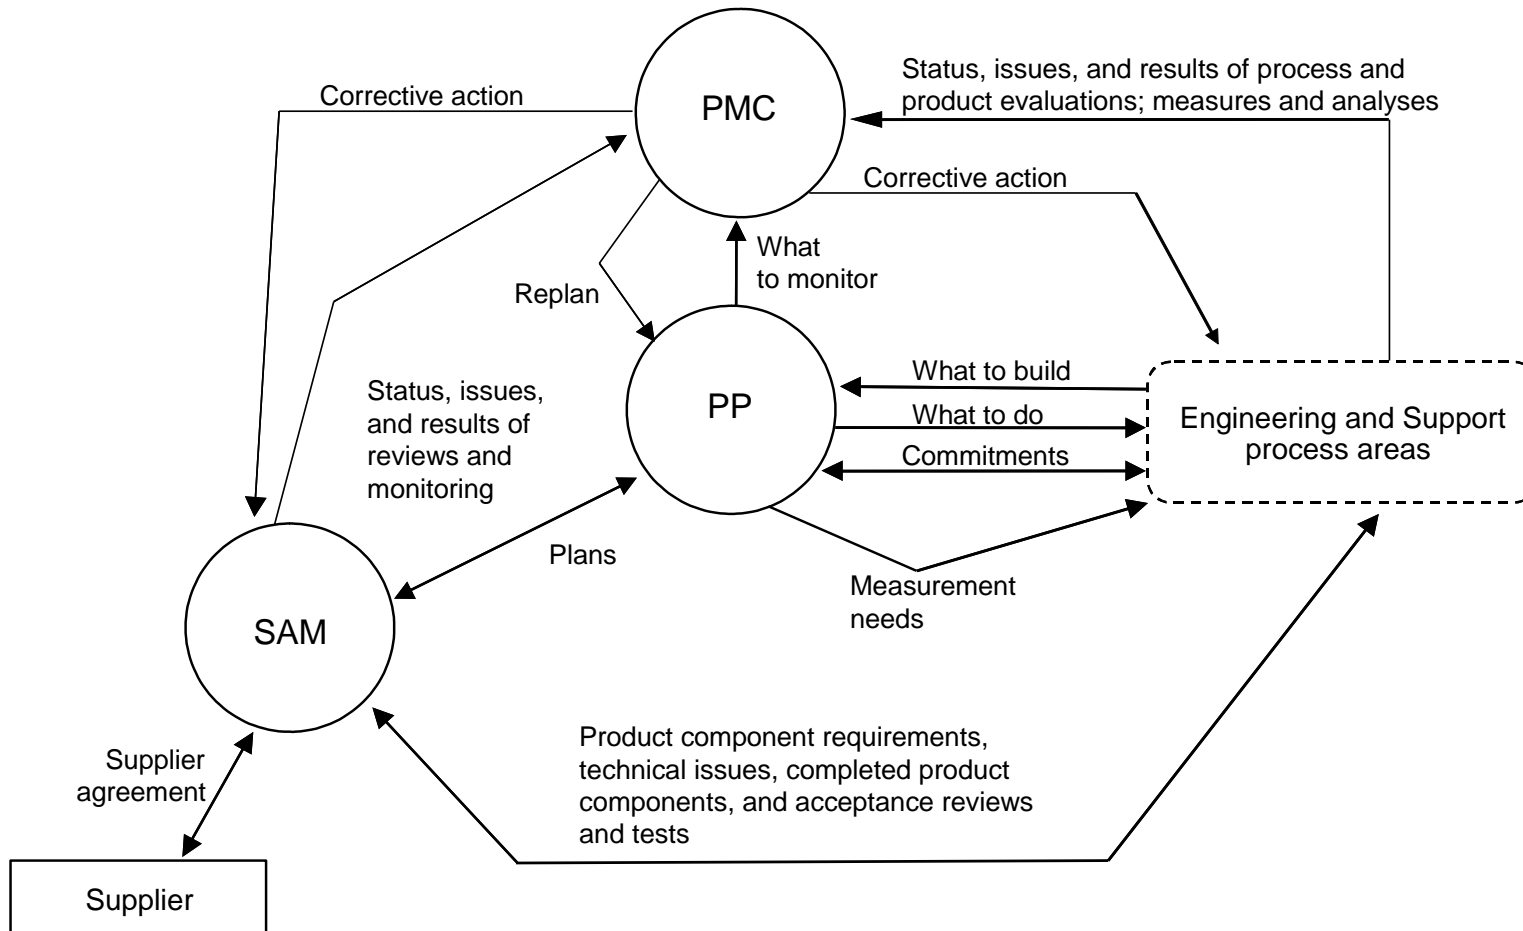 Status, issues, and results of process and
product evaluations; measures and analyses
Corrective action
PMC
Corrective action
What
to monitor
Replan
What to build
Status, issues,
and results of
reviews and
monitoring
PP
What to do
Engineering and Support
process areas
Commitments
Plans
Measurement
needs
SAM
Product component requirements,
technical issues, completed product
components, and acceptance reviews
and tests
Supplier
agreement
Supplier